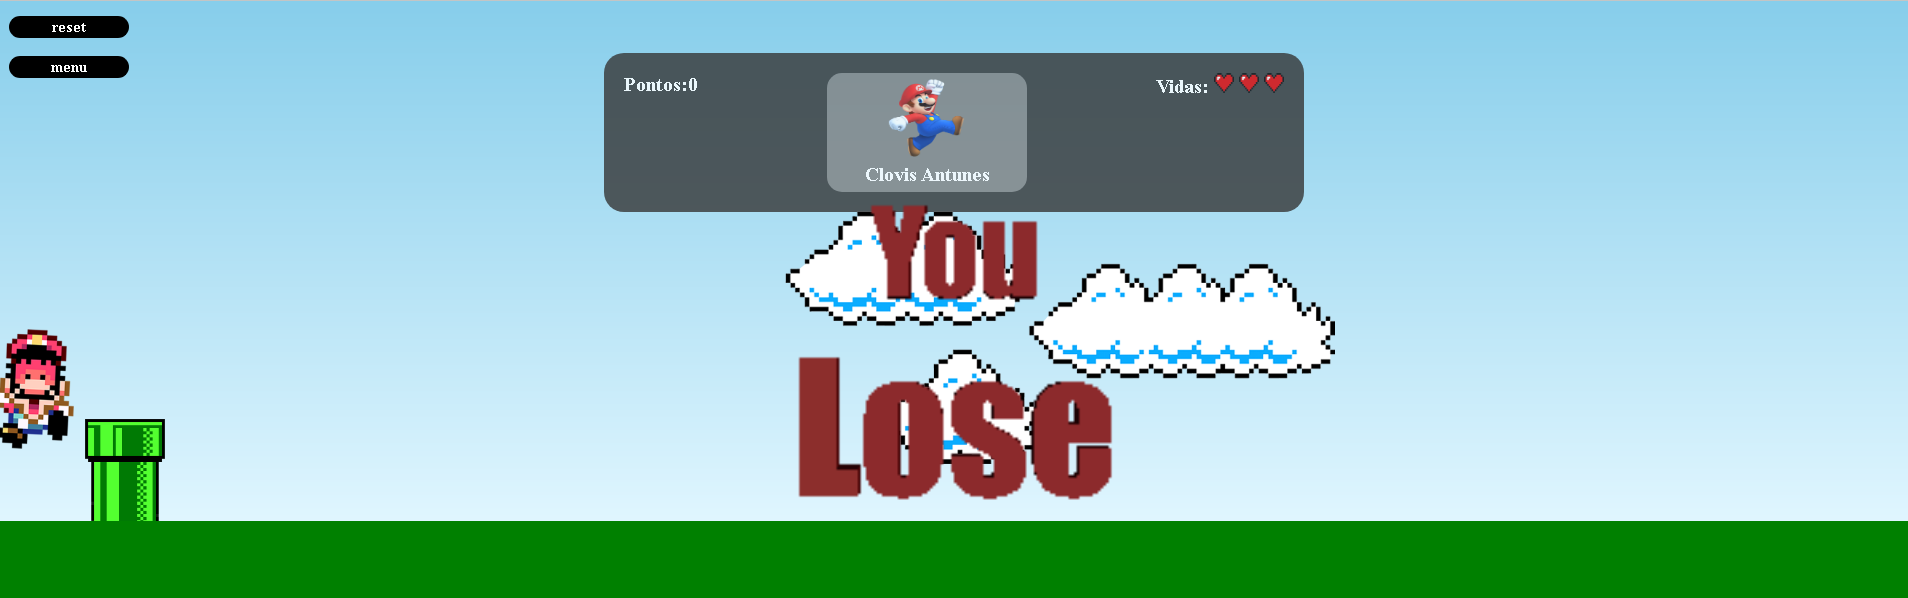 reset
menu
Pontos:0
Vidas:
Clovis Antunes
You
Lose